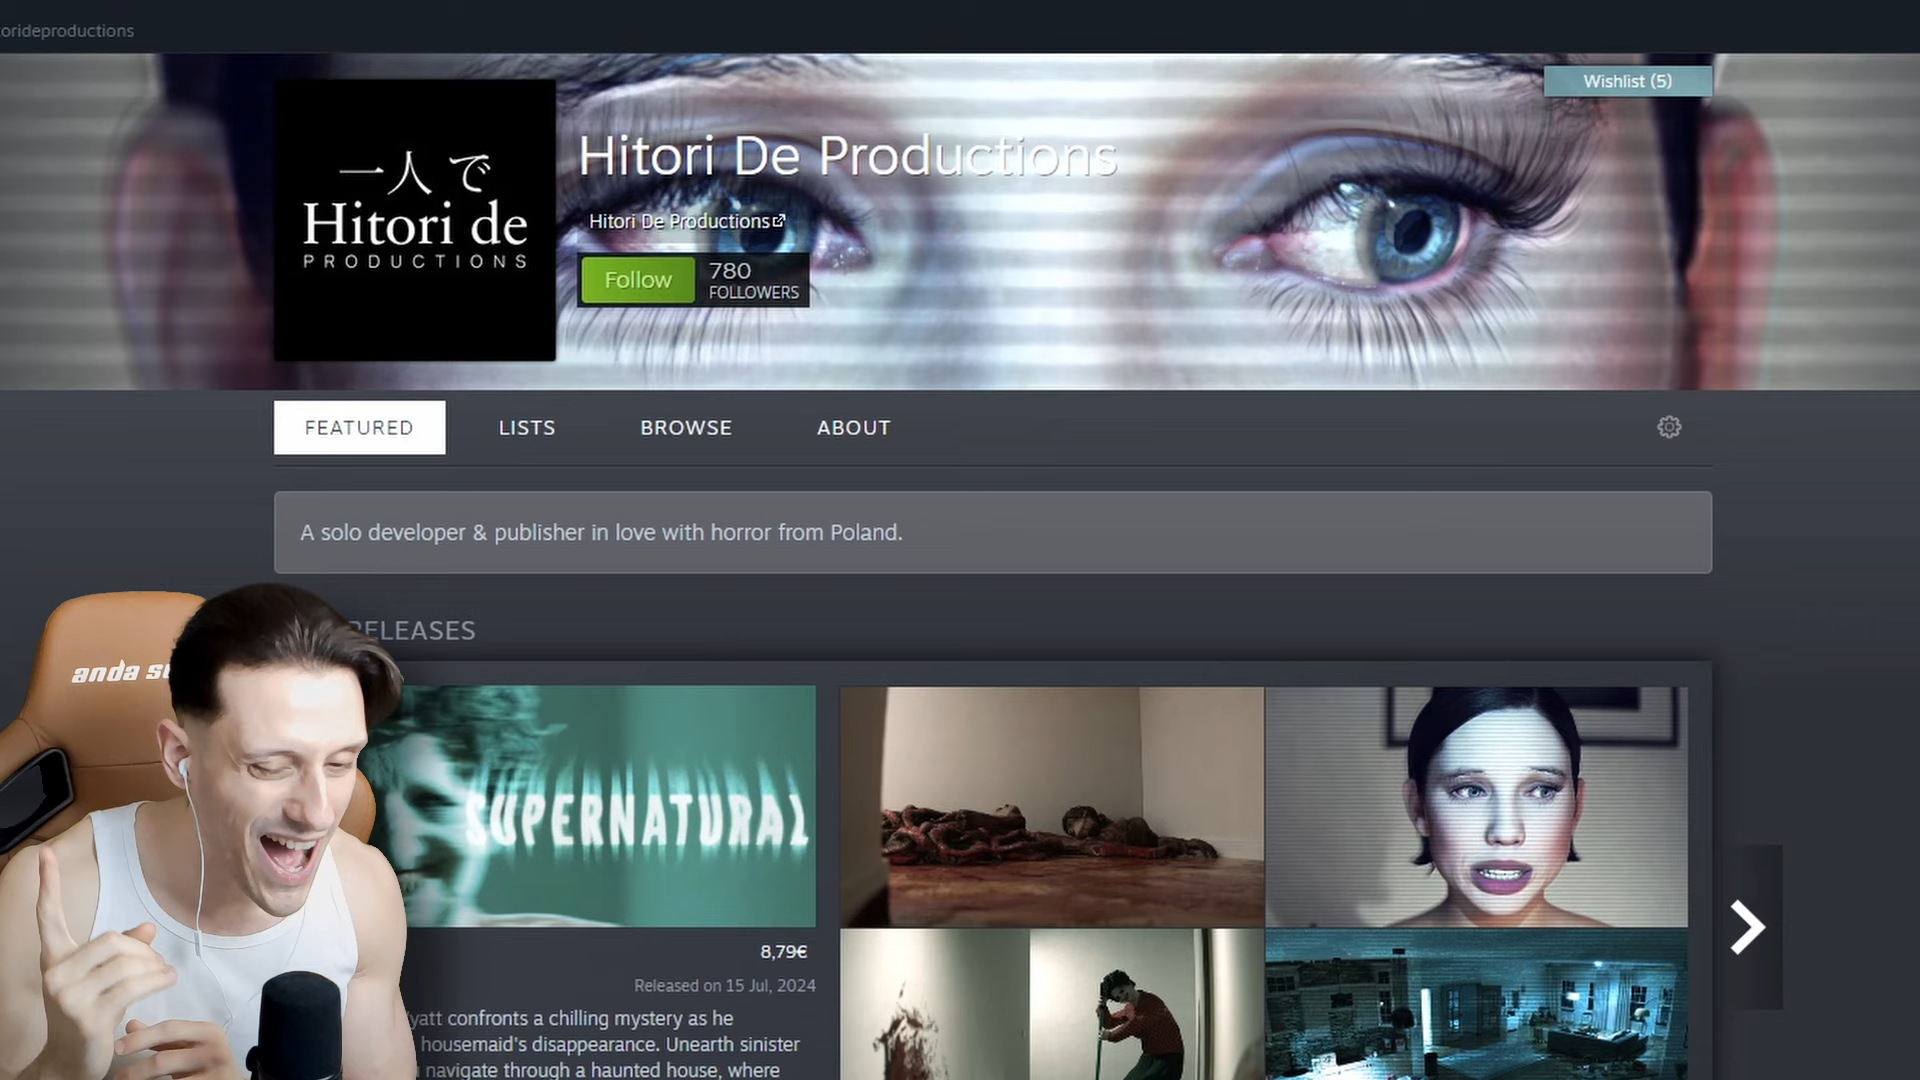 orideproductions
Wishlist (5)
一人で
Hitori de
PRODUCTIONS
Hitori De Productions
Hitori De Productions
Follow
780
FOLLOWERS
FEATURED
LISTS
BROWSE
ABOUT
A solo developer & publisher in love with horror from Poland.
RELEASES
anda se
SUPERNATURAL
8,79€
Released on 15 Jul, 2024
yatt confronts a chilling mystery as he
housemaid's disappearance. Unearth sinister
navigate through a haunted house, where